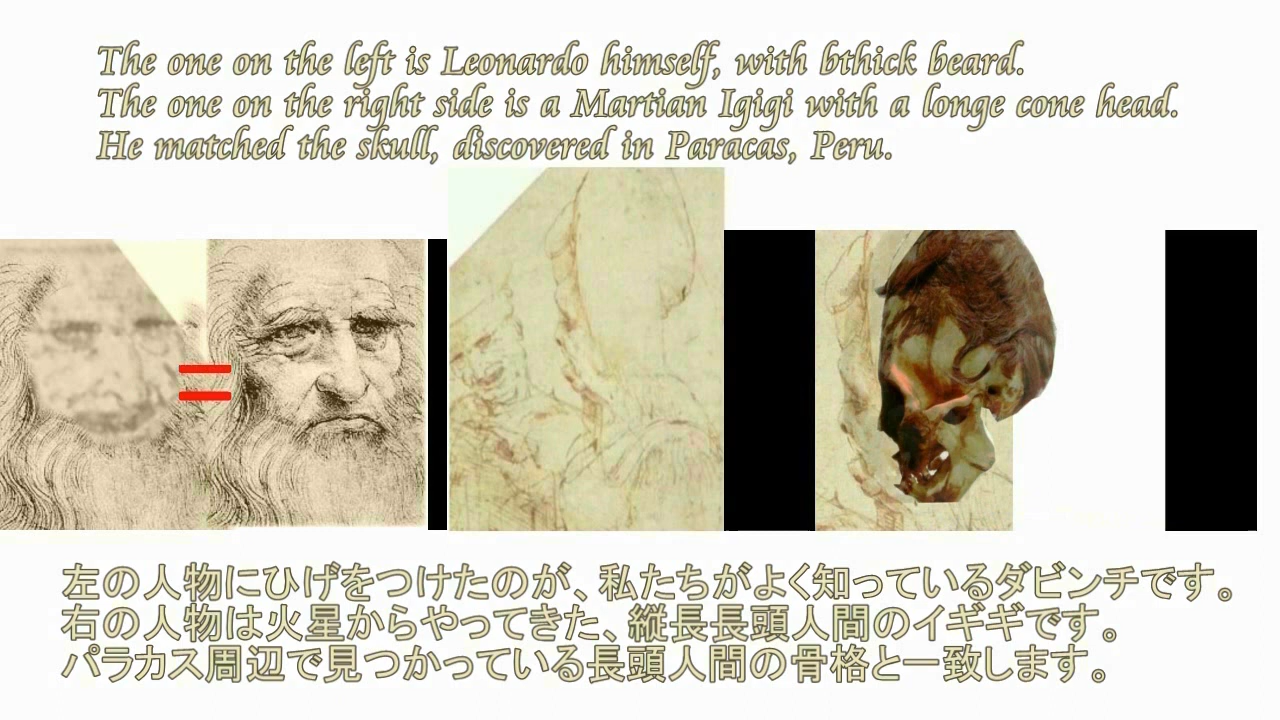 The one on the left is Leonardo himself, with bthick beard.
The one on the right side is a Martian Igigi with a longe cone head.
He matched the skull, discovered in Paracas, Peru.
左の人物にひげをつけたのが、私たちがよく知っているダビンチです。
右の人物は火星からやってきた、縦長長頭人間のイギギです。
パラカス周辺で見つかっている長頭人間の骨格と一致します。